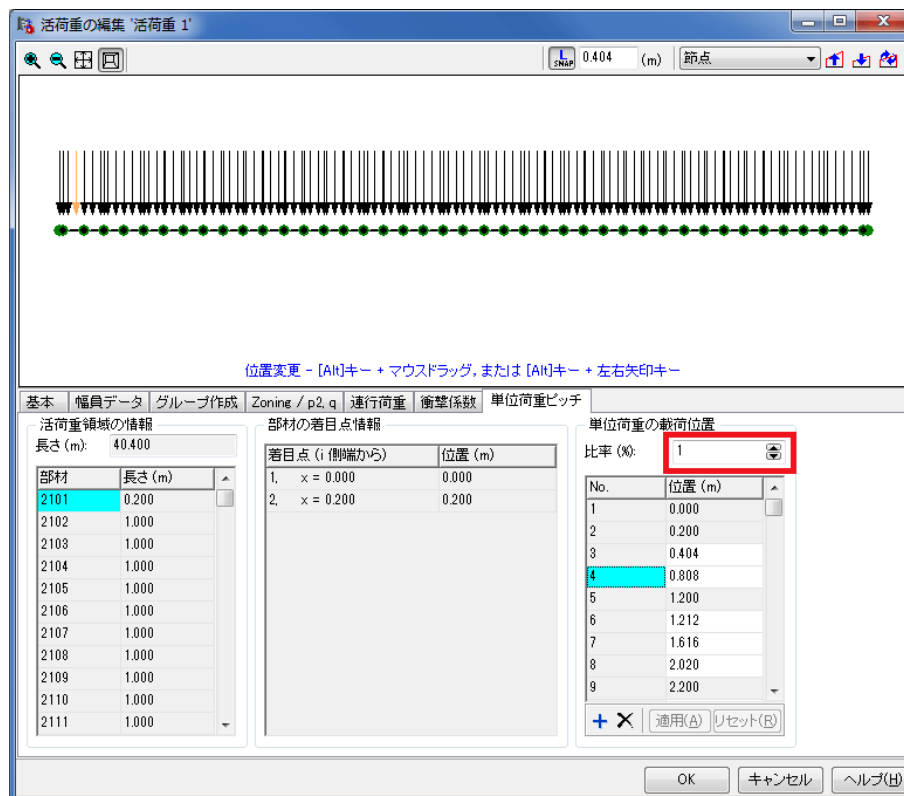 活荷重の編集 '活荷重 1'
L SNAP 0.404 (m) 節点
位置変更 - [Alt]キー + マウスドラッグ, または [Alt]キー + 左右矢印キー
基本 幅員データ グループ作成 Zoning / p2, q 連行荷重 衝撃係数 単位荷重ピッチ
活荷重領域の情報
長さ (m): 40.400
部材 長さ (m)
2101 0.200
2102 1.000
2103 1.000
2104 1.000
2105 1.000
2106 1.000
2107 1.000
2108 1.000
2109 1.000
2110 1.000
2111 1.000
部材の着目点情報
着目点 (i 側端から) 位置 (m)
1, x = 0.000 0.000
2, x = 0.200 0.200
単位荷重の載荷位置
比率 (%): 1
No. 位置 (m)
1 0.000
2 0.200
3 0.404
4 0.808
5 1.200
6 1.212
7 1.616
8 2.020
9 2.200
適用(A) リセット(R)
OK キャンセル ヘルプ(H)